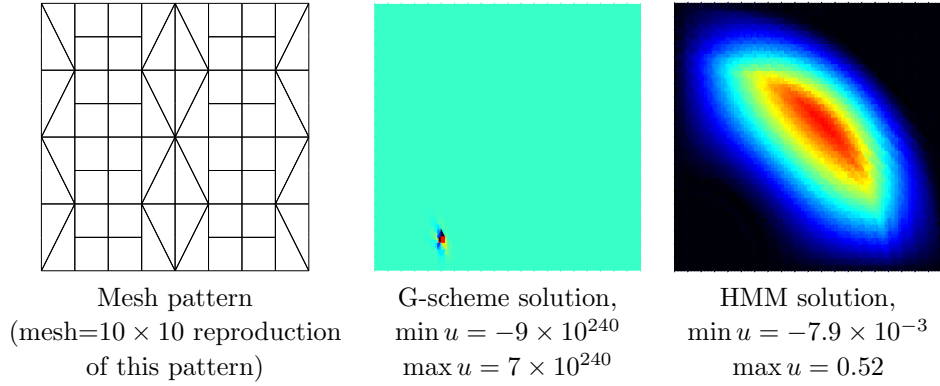 Mesh pattern
(mesh=10 × 10 reproduction
of this pattern)
G-scheme solution,
min u = −9 × 10^240
max u = 7 × 10^240
HMM solution,
min u = −7.9 × 10^−3
max u = 0.52